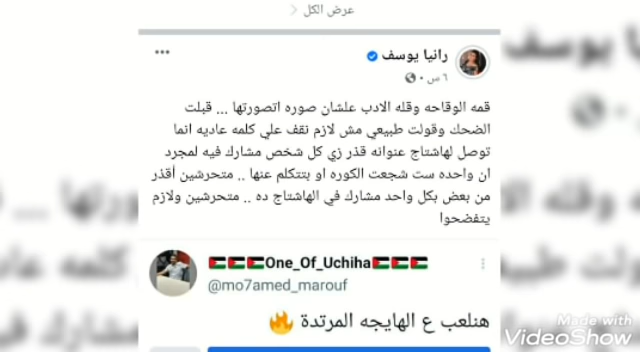 عرض الكل
رانيا يوسف
٦ س
قمه الوقاحه وقله الادب علشان صوره اتصورتها ... قبلت
الضحك وقولت طبيعي مش لازم نقف علي كلمه عاديه انما
توصل لهاشتاج عنوانه قذر زي كل شخص مشارك فيه لمجرد
ان واحده ست شجعت الكوره او بتتكلم عنها .. متحرشين أقذر
من بعض بكل واحد مشارك في الهاشتاج ده .. متحرشين ولازم
يتفضحوا
🇵🇸🇵🇸🇵🇸One_Of_Uchiha🇵🇸🇵🇸🇵🇸
@mo7amed_marouf
هنلعب ع الهايجه المرتدة 🔥
Made with
VideoShow